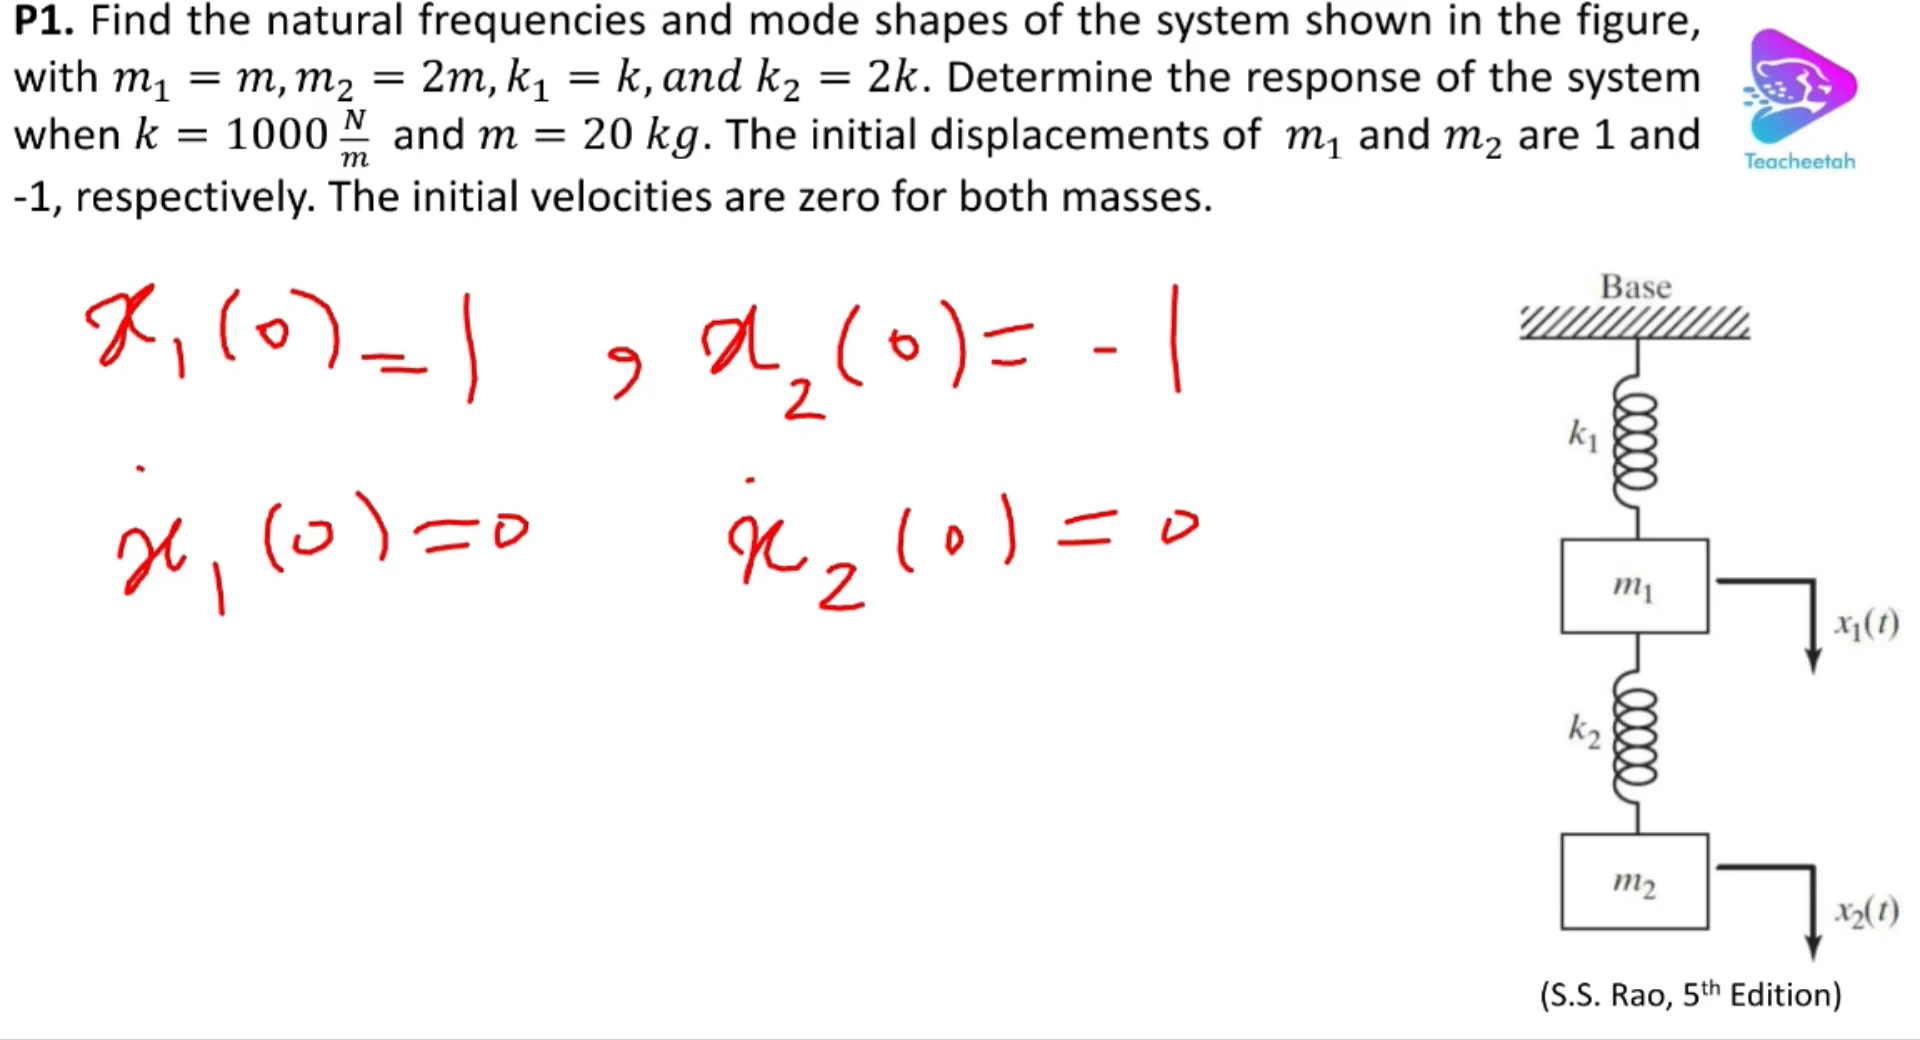 P1. Find the natural frequencies and mode shapes of the system shown in the figure,
with m₁ = m, m₂ = 2m, k₁ = k, and k₂ = 2k. Determine the response of the system
when k = 1000 N/m and m = 20 kg. The initial displacements of m₁ and m₂ are 1 and
-1, respectively. The initial velocities are zero for both masses.
Teacheetah
x₁(0) = 1 , x₂(0) = -1
ẋ₁(0) = 0 ẋ₂(0) = 0
Base
k₁
m₁
x₁(t)
k₂
m₂
x₂(t)
(S.S. Rao, 5th Edition)